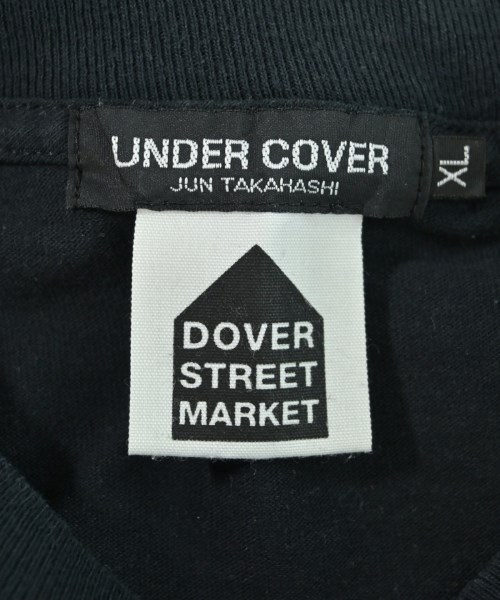 UNDER COVER
JUN TAKAHASHI
XL
DOVER
STREET
MARKET